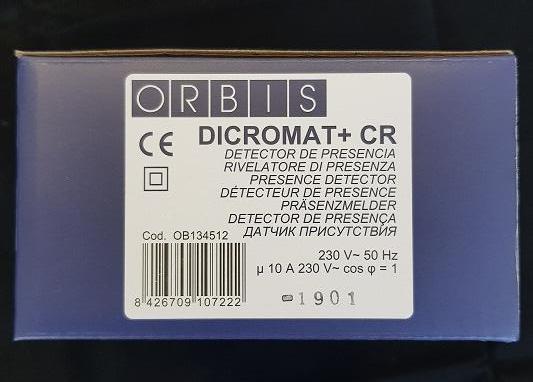 ORBIS
DICROMAT+ CR
CE
DETECTOR DE PRESENCIA
RIVELATORE DI PRESENZA
PRESENCE DETECTOR
DÉTECTEUR DE PRESENCE
PRÄSENZMELDER
DETECTOR DE PRESENÇA
ДАТЧИК ПРИСУТСТВИЯ
Cod. OB134512
230 V~ 50 Hz
µ 10 A 230 V~ cos φ = 1
8 426709 107222
1901